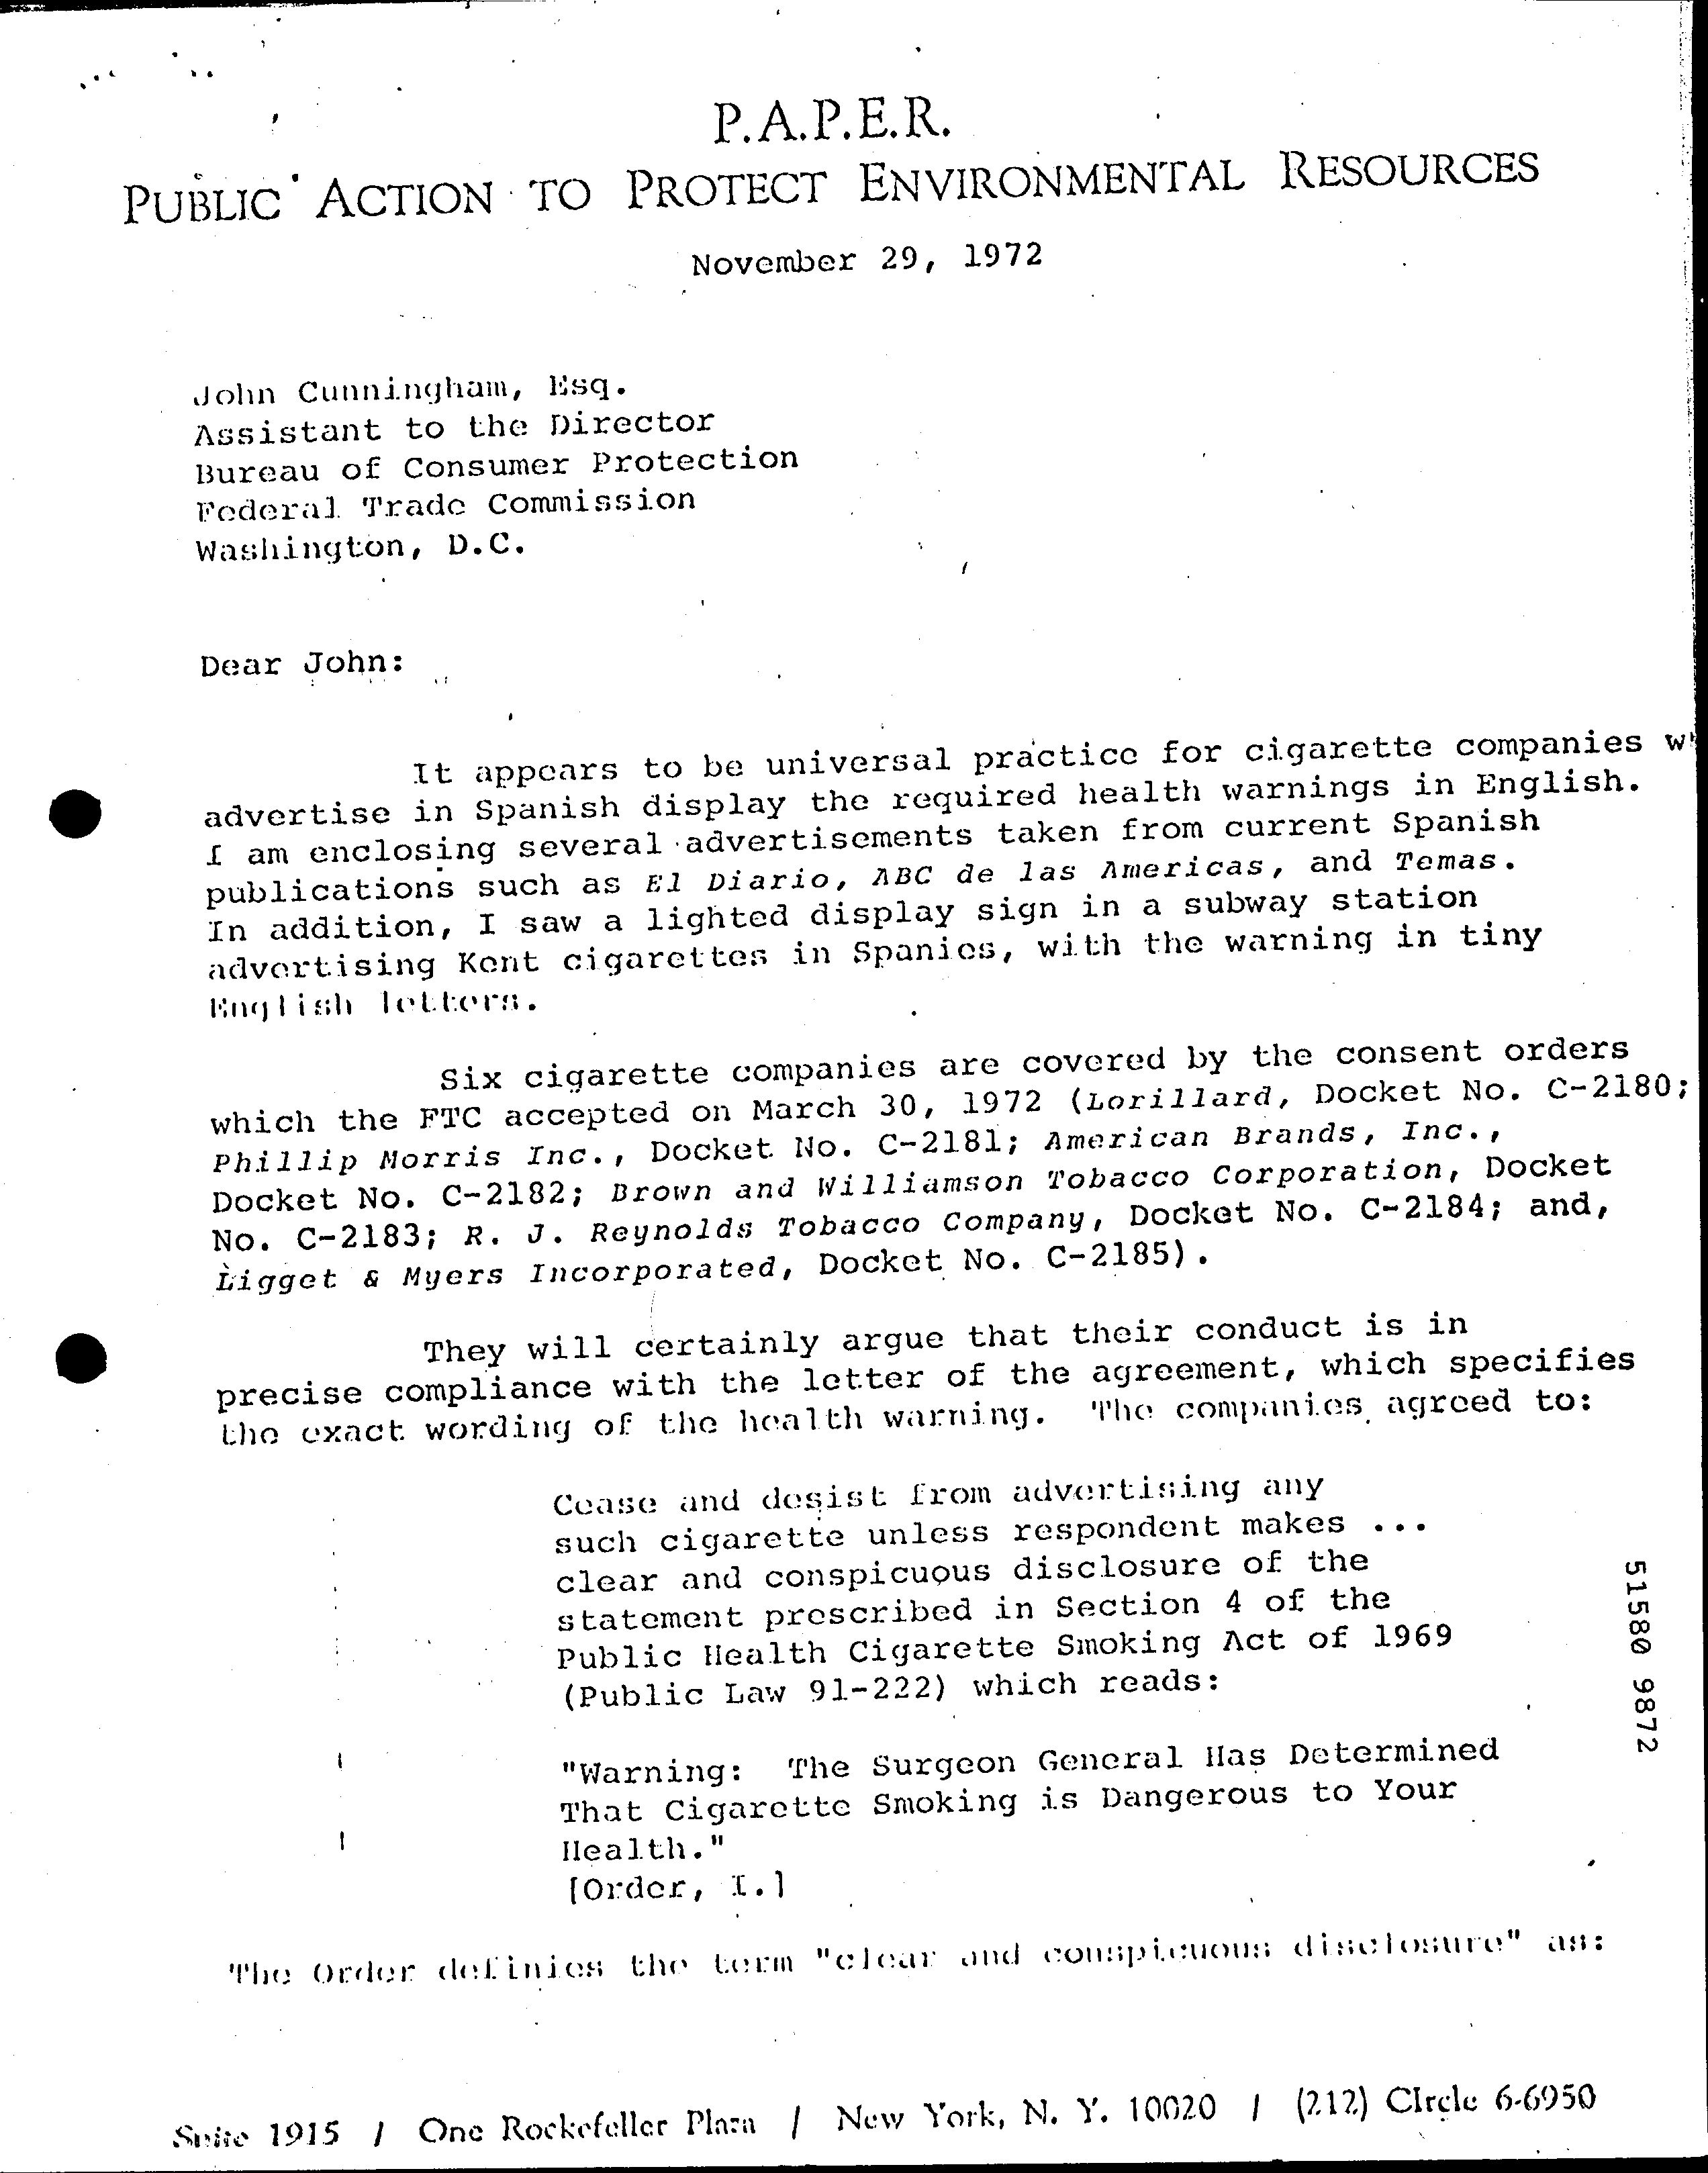 P.A.P.E.R.
PUBLIC ACTION TO PROTECT ENVIRONMENTAL RESOURCES
November 29, 1972
John Cunningham, Esq.
Assistant to the Director
Bureau of Consumer Protection
Federal Trade Commission
Washington, D.C.
Dear John:
It appears to be universal practice for cigarette companies
advertise in Spanish display the required health warnings in English.
I am enclosing several advertisements taken from current Spanish
publications such as El Diario, ABC de las Americas, and Temas.
In addition, I saw a lighted display sign in a subway station
advertising Kent cigarettes in Spanies, with the warning in tiny
English letters.
Six cigarette companies are covered by the consent orders
which the FTC accepted on March 30, 1972 (Lorillard, Docket No. C-2180;
Phillip Morris Inc., Docket No. C-2181; American Brands, Inc.,
Docket No. C-2182; Brown and Williamson Tobacco Corporation, Docket
No. C-2183; R. J. Reynolds Tobacco Company, Docket No. C-2184; and,
Ligget & Myers Incorporated, Docket No. C-2185).
They will certainly argue that their conduct is in
precise compliance with the letter of the agreement, which specifies
the exact wording of the health warning. The companies agreed to:
Cease and desist from advertising any
such cigarette unless respondent makes ...
clear and conspicuous disclosure of the
statement prescribed in Section 4 of the
Public Health Cigarette Smoking Act of 1969
(Public Law 91-222) which reads:
"Warning: The Surgeon General Has Determined
That Cigarette Smoking is Dangerous to Your
Health."
[Order, I.]
The Order definies the term "clear and conspicuous disclosure" as:
51580 9872
Suite 1915 / One Rockefeller Plaza / New York, N. Y. 10020 / (212) CIrcle 6-6950